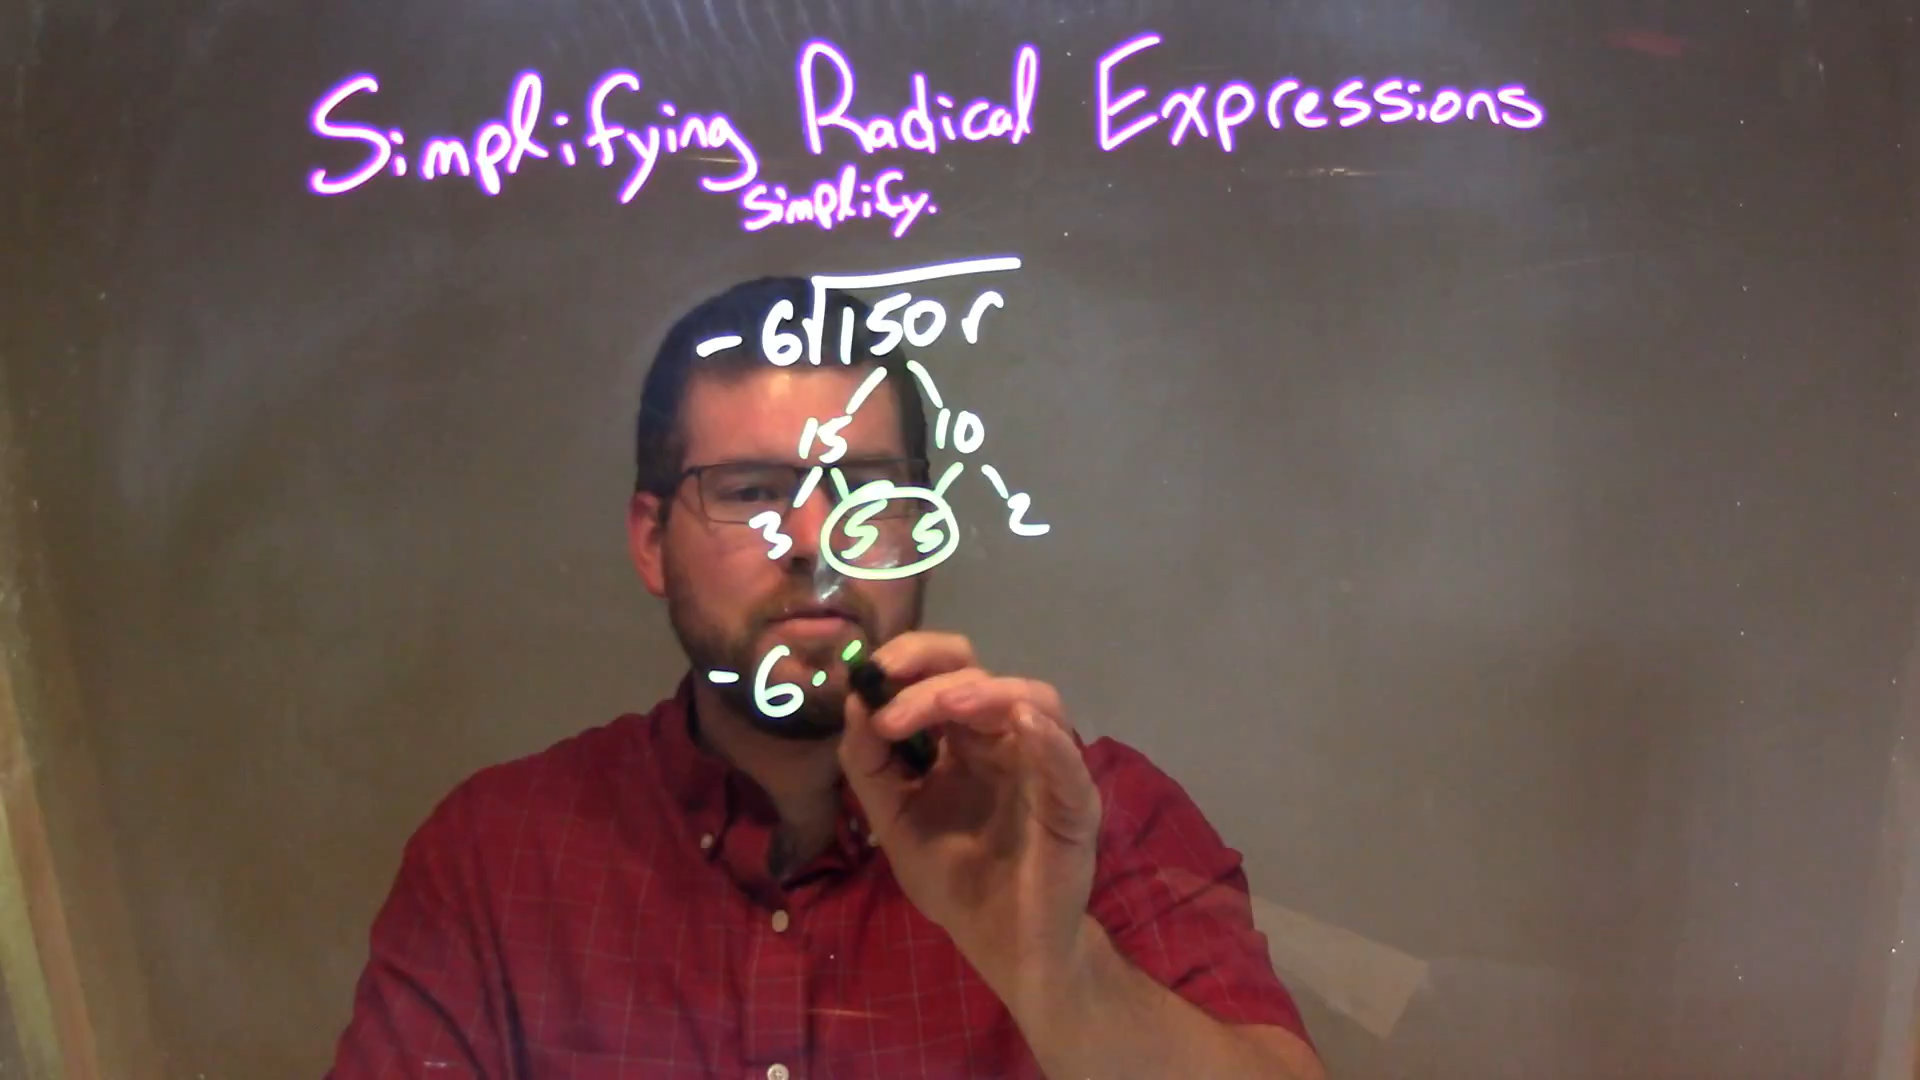 Simplifying Radical Expressions
simplify.
- 6√150r
15 10
3 5 5 2
- 6 ·